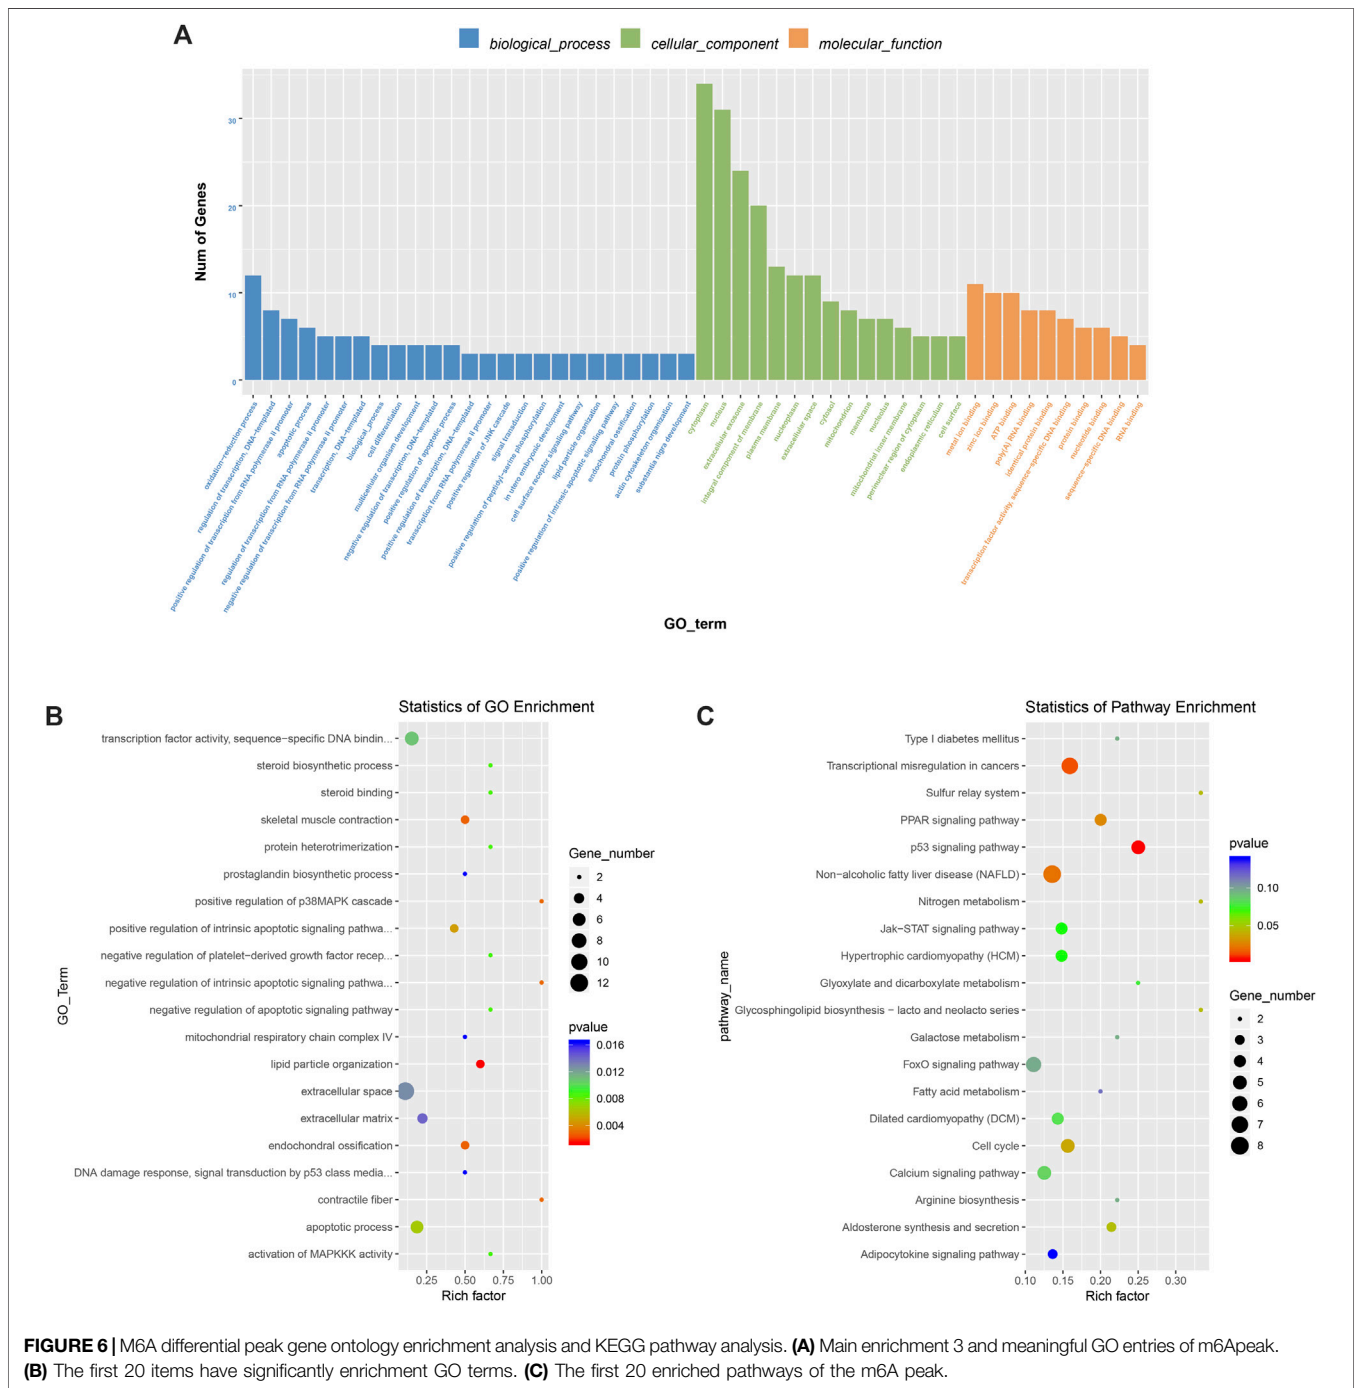 A
biological_process cellular_component molecular_function
Num of Genes
30
20
10
0
oxidation−reduction process
regulation of transcription, DNA−templated
positive regulation of transcription from RNA polymerase II promoter
apoptotic process
regulation of transcription from RNA polymerase II promoter
negative regulation of transcription from RNA polymerase II promoter
transcription, DNA−templated
biological_process
cell differentiation
multicellular organism development
negative regulation of transcription, DNA−templated
positive regulation of apoptotic process
positive regulation of transcription, DNA−templated
transcription from RNA polymerase II promoter
positive regulation of JNK cascade
signal transduction
positive regulation of peptidyl−serine phosphorylation
in utero embryonic development
cell surface receptor signaling pathway
lipid particle organization
positive regulation of intrinsic apoptotic signaling pathway
endochondral ossification
protein phosphorylation
actin cytoskeleton organization
substantia nigra development
cytoplasm
nucleus
extracellular exosome
integral component of membrane
plasma membrane
nucleoplasm
extracellular space
cytosol
mitochondrion
membrane
nucleolus
mitochondrial inner membrane
perinuclear region of cytoplasm
endoplasmic reticulum
cell surface
metal ion binding
zinc ion binding
ATP binding
poly(A) RNA binding
identical protein binding
transcription factor activity, sequence−specific DNA binding
protein binding
nucleotide binding
sequence−specific DNA binding
RNA binding
GO_term
B
Statistics of GO Enrichment
GO_Term
transcription factor activity, sequence−specific DNA bindin...
steroid biosynthetic process
steroid binding
skeletal muscle contraction
protein heterotrimerization
prostaglandin biosynthetic process
positive regulation of p38MAPK cascade
positive regulation of intrinsic apoptotic signaling pathwa...
negative regulation of platelet−derived growth factor recep...
negative regulation of intrinsic apoptotic signaling pathwa...
negative regulation of apoptotic signaling pathway
mitochondrial respiratory chain complex IV
lipid particle organization
extracellular space
extracellular matrix
endochondral ossification
DNA damage response, signal transduction by p53 class media...
contractile fiber
apoptotic process
activation of MAPKKK activity
0.25 0.50 0.75 1.00
Rich factor
Gene_number
2
4
6
8
10
12
pvalue
0.016
0.012
0.008
0.004
C
Statistics of Pathway Enrichment
pathway_name
Type I diabetes mellitus
Transcriptional misregulation in cancers
Sulfur relay system
PPAR signaling pathway
p53 signaling pathway
Non−alcoholic fatty liver disease (NAFLD)
Nitrogen metabolism
Jak−STAT signaling pathway
Hypertrophic cardiomyopathy (HCM)
Glyoxylate and dicarboxylate metabolism
Glycosphingolipid biosynthesis − lacto and neolacto series
Galactose metabolism
FoxO signaling pathway
Fatty acid metabolism
Dilated cardiomyopathy (DCM)
Cell cycle
Calcium signaling pathway
Arginine biosynthesis
Aldosterone synthesis and secretion
Adipocytokine signaling pathway
0.10 0.15 0.20 0.25 0.30
Rich factor
pvalue
0.10
0.05
Gene_number
2
3
4
5
6
7
8
FIGURE 6 | M6A differential peak gene ontology enrichment analysis and KEGG pathway analysis. (A) Main enrichment 3 and meaningful GO entries of m6Apeak.
(B) The first 20 items have significantly enrichment GO terms. (C) The first 20 enriched pathways of the m6A peak.